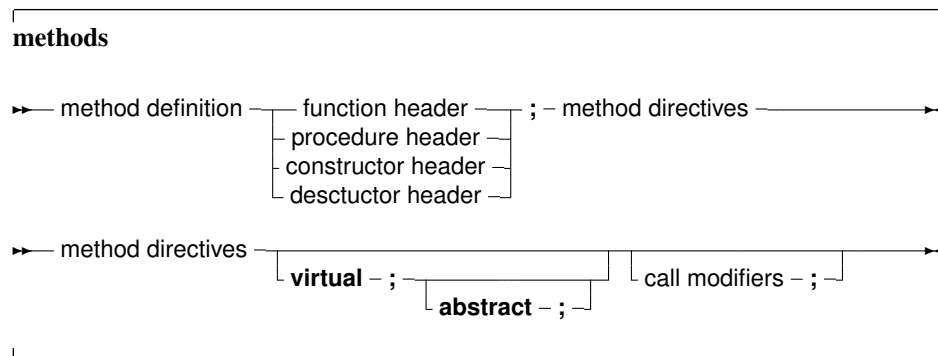 methods
method definition function header ; method directives
procedure header
constructor header
desctuctor header
method directives
virtual ; call modifiers ;
abstract ;